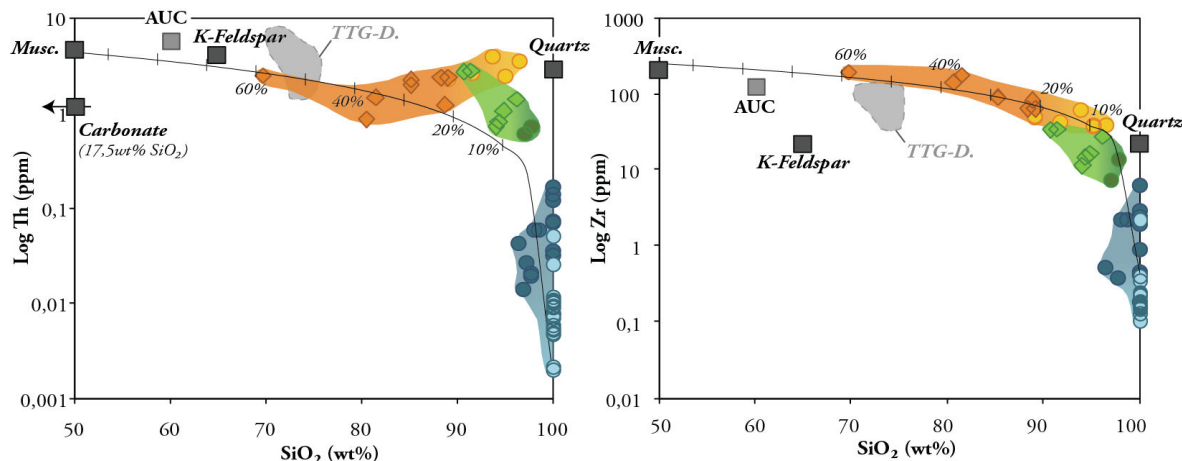 10
1
0,1
0,01
0,001
Log Th (ppm)
50
60
70
80
90
100
SiO2 (wt%)
AUC
Musc.
K-Feldspar
TTG-D.
Quartz
60%
40%
20%
10%
Carbonate
(17,5wt% SiO2)
1000
100
10
1
0,1
0,01
Log Zr (ppm)
50
60
70
80
90
100
SiO2 (wt%)
Musc.
AUC
K-Feldspar
TTG-D.
Quartz
60%
40%
20%
10%